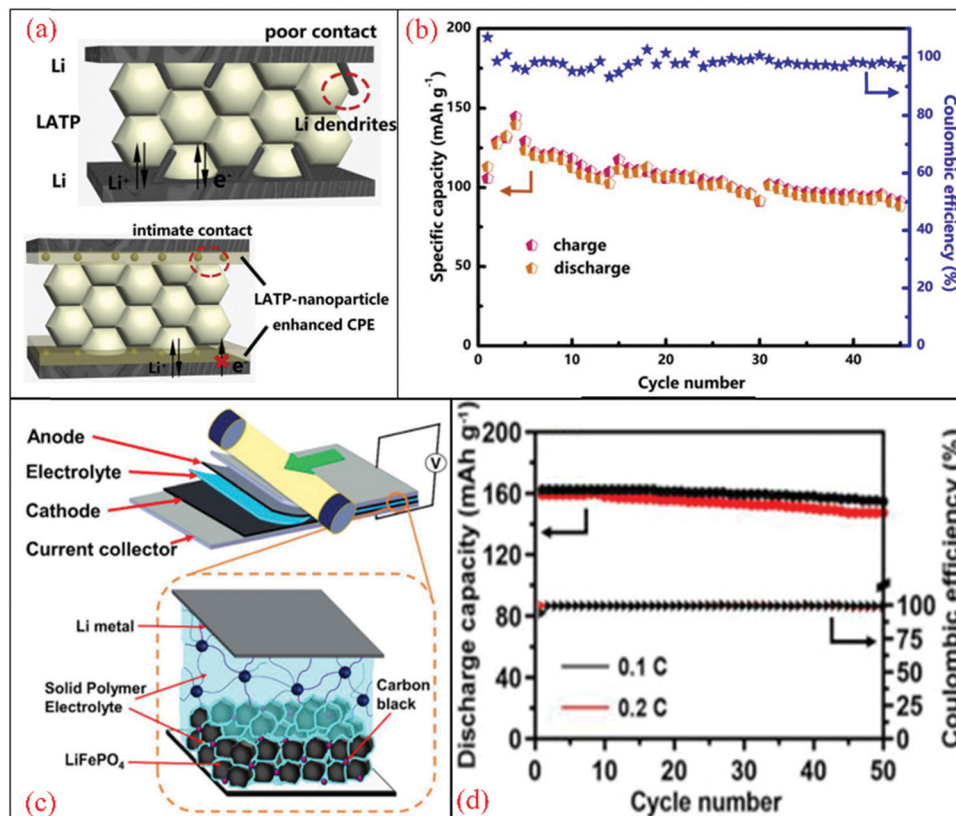 (a)
poor contact
Li
LATP
Li dendrites
Li
Li⁺
e⁻
intimate contact
LATP-nanoparticle
enhanced CPE
Li⁺
e⁻
(b)
Specific capacity (mAh g⁻¹)
200
150
100
50
0
charge
discharge
0
10
20
30
40
Cycle number
100
80
60
40
20
0
Coulombic efficiency (%)
(c)
Anode
Electrolyte
Cathode
Current collector
V
Li metal
Solid Polymer
Electrolyte
Carbon
black
LiFePO₄
(d)
Discharge capacity (mAh g⁻¹)
200
160
120
80
40
0
0.1 C
0.2 C
0
10
20
30
40
50
Cycle number
100
75
50
25
0
Coulombic efficiency (%)